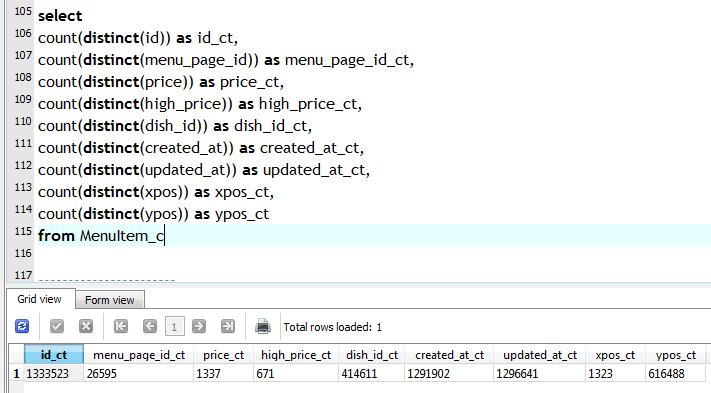 105 select
106 count(distinct(id)) as id_ct,
107 count(distinct(menu_page_id)) as menu_page_id_ct,
108 count(distinct(price)) as price_ct,
109 count(distinct(high_price)) as high_price_ct,
110 count(distinct(dish_id)) as dish_id_ct,
111 count(distinct(created_at)) as created_at_ct,
112 count(distinct(updated_at)) as updated_at_ct,
113 count(distinct(xpos)) as xpos_ct,
114 count(distinct(ypos)) as ypos_ct
115 from MenuItem_c
116
117 --------------------
Grid view Form view
1 Total rows loaded: 1
id_ct menu_page_id_ct price_ct high_price_ct dish_id_ct created_at_ct updated_at_ct xpos_ct ypos_ct
1 1333523 26595 1337 671 414611 1291902 1296641 1323 616488